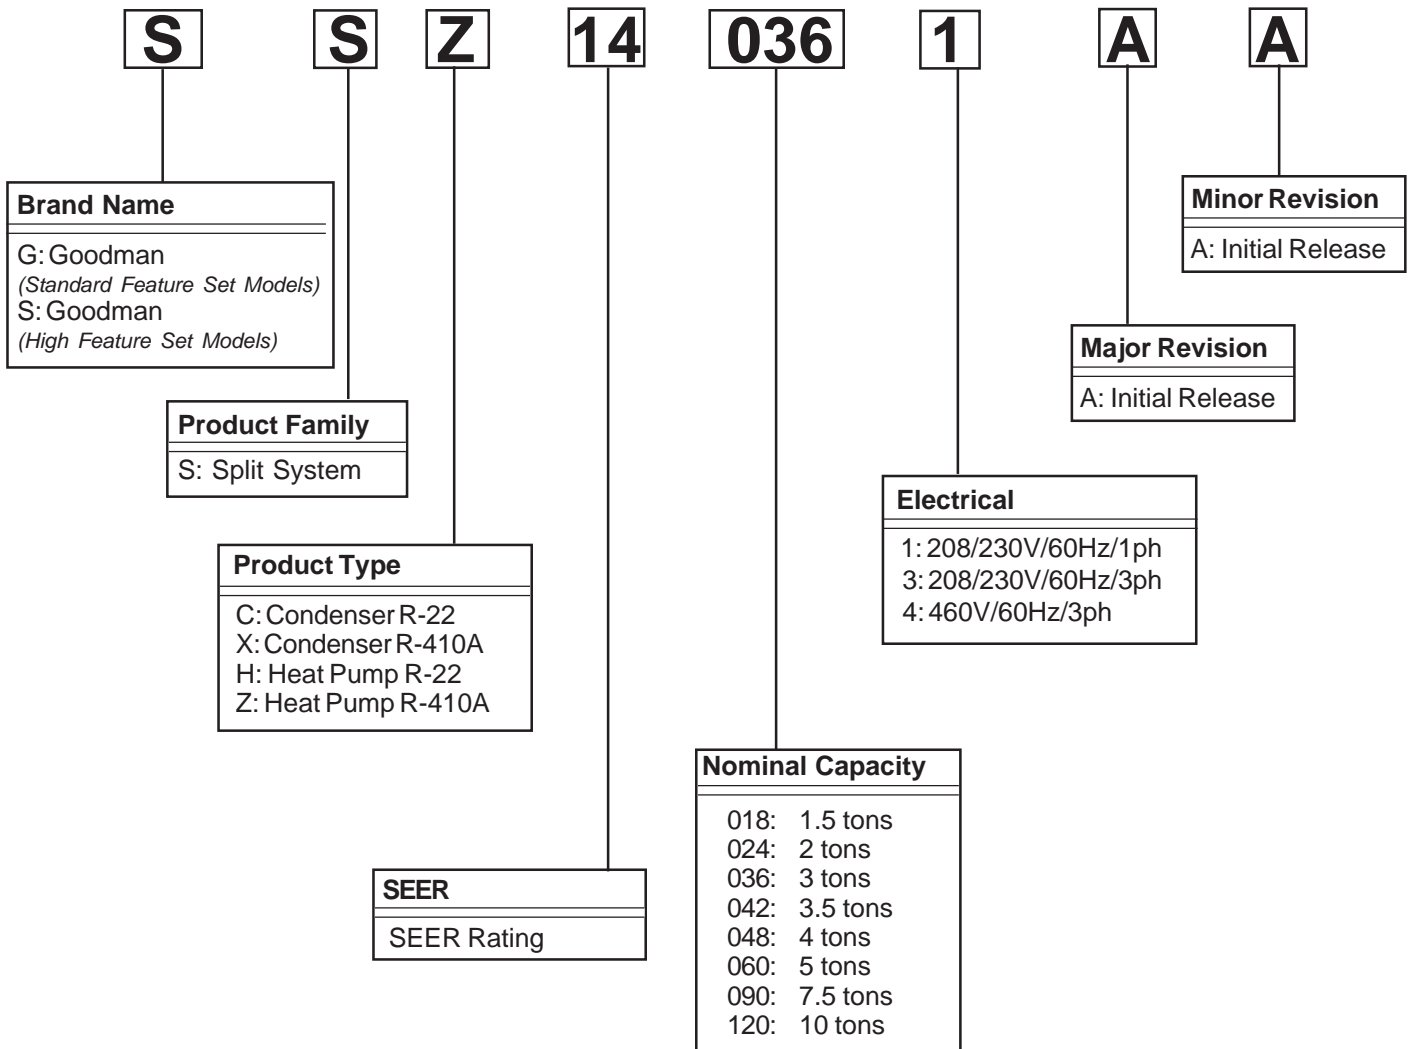 S S Z 14 036 1 A A
Brand Name
G: Goodman
(Standard Feature Set Models)
S: Goodman
(High Feature Set Models)
Product Family
S: Split System
Product Type
C: Condenser R-22
X: Condenser R-410A
H: Heat Pump R-22
Z: Heat Pump R-410A
SEER
SEER Rating
Nominal Capacity
018: 1.5 tons
024: 2 tons
036: 3 tons
042: 3.5 tons
048: 4 tons
060: 5 tons
090: 7.5 tons
120: 10 tons
Electrical
1: 208/230V/60Hz/1ph
3: 208/230V/60Hz/3ph
4: 460V/60Hz/3ph
Major Revision
A: Initial Release
Minor Revision
A: Initial Release